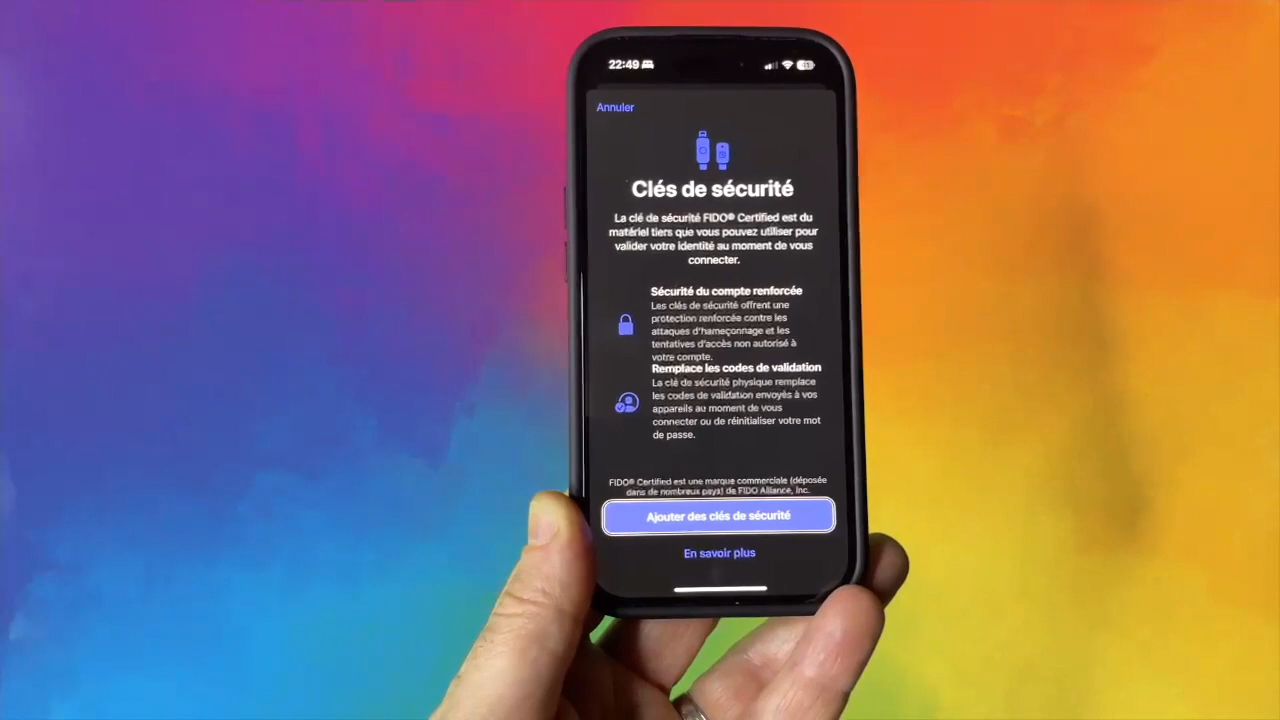 22:49
Annuler
Clés de sécurité
La clé de sécurité FIDO® Certified est du
matériel tiers que vous pouvez utiliser pour
valider votre identité au moment de vous
connecter.
Sécurité du compte renforcée
Les clés de sécurité offrent une
protection renforcée contre les
attaques d'hameçonnage et les
tentatives d'accès non autorisé à
votre compte.
Remplace les codes de validation
La clé de sécurité physique remplace
les codes de validation envoyés à vos
appareils au moment de vous
connecter ou de réinitialiser votre mot
de passe.
FIDO® Certified est une marque commerciale (déposée
dans de nombreux pays) de FIDO Alliance, Inc.
Ajouter des clés de sécurité
En savoir plus